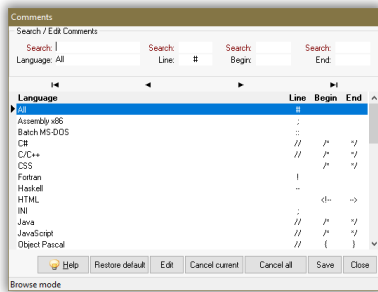 Comments
Search / Edit Comments
Search: Search: Search: Search:
Language: All Line: # Begin: End:
Language Line Begin End
All #
Assembly x86 ;
Batch MS-DOS ::
C# // /* */
C/C++ // /* */
CSS /* */
Fortran !
Haskell --
HTML <!-- -->
INI ;
Java // /* */
JavaScript // /* */
Object Pascal // { }
Help Restore default Edit Cancel current Cancel all Save Close
Browse mode